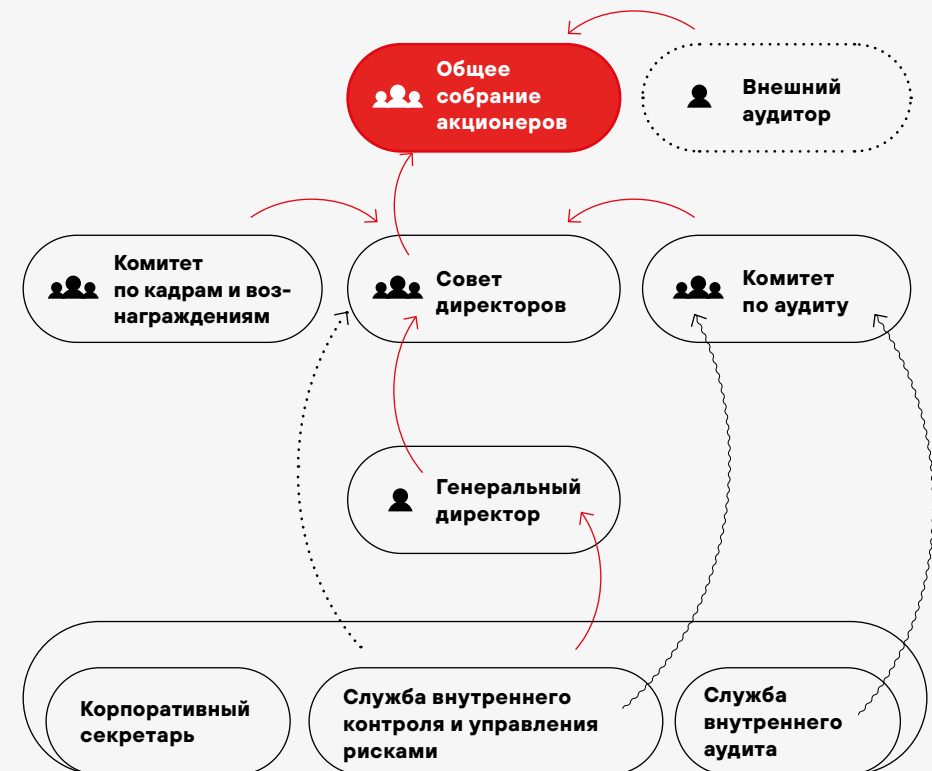 Общее
собрание
акционеров
Внешний
аудитор
Комитет
по кадрам и воз-
награждениям
Совет
директоров
Комитет
по аудиту
Генеральный
директор
Корпоративный
секретарь
Служба внутреннего
контроля и управления
рисками
Служба
внутреннего
аудита